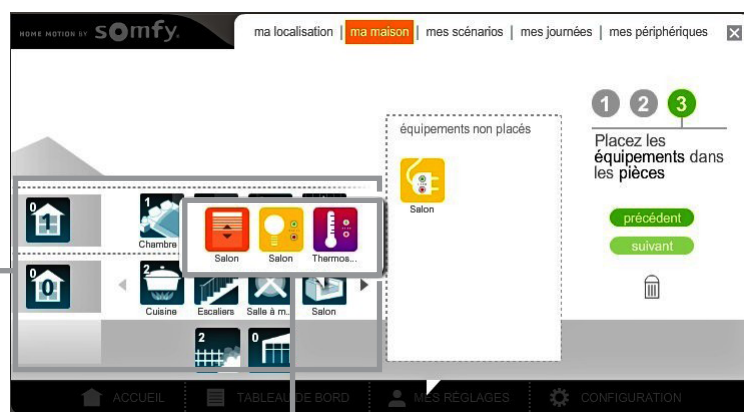 HOME MOTION BY somfy.
ma localisation | ma maison | mes scénarios | mes journées | mes périphériques
1 2 3
Placez les
équipements dans
les pièces
précédent
suivant
équipements non placés
Salon
0
1
1
Chambre
Salon
Salon
Thermos...
0
0
2
Cuisine
Escaliers
Salle à m...
Salon
2
0
ACCUEIL
TABLEAU DE BORD
MES RÉGLAGES
CONFIGURATION